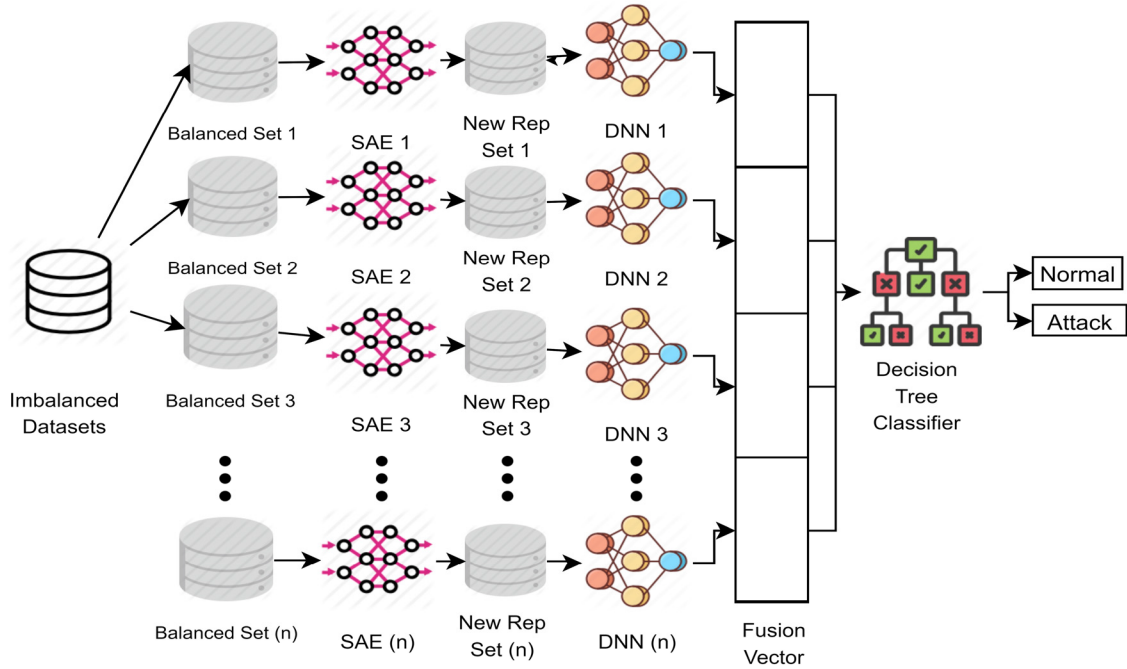 Balanced Set 1
SAE 1
New Rep
Set 1
DNN 1
Balanced Set 2
SAE 2
New Rep
Set 2
DNN 2
Imbalanced
Datasets
Balanced Set 3
SAE 3
New Rep
Set 3
DNN 3
Balanced Set (n)
SAE (n)
New Rep
Set (n)
DNN (n)
Fusion
Vector
Decision
Tree
Classifier
Normal
Attack